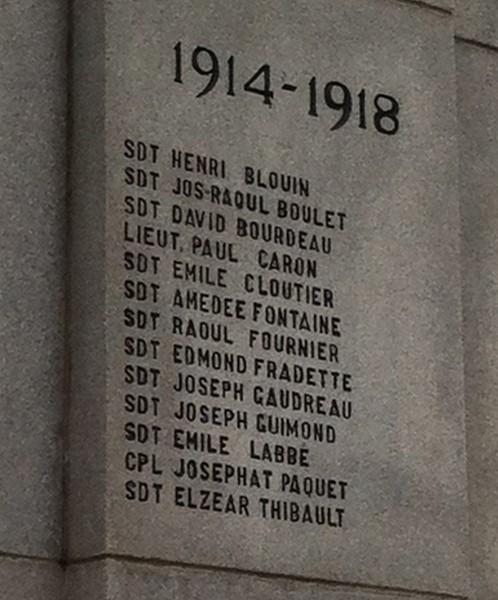 1914-1918
SDT HENRI BLOUIN
SDT JOS-RAOUL BOULET
SDT DAVID BOURDEAU
LIEUT. PAUL CARON
SDT EMILE CLOUTIER
SDT AMEDEE FONTAINE
SDT RAOUL FOURNIER
SDT EDMOND FRADETTE
SDT JOSEPH GAUDREAU
SDT JOSEPH GUIMOND
SDT EMILE LABBÉ
CPL JOSEPHAT PAQUET
SDT ELZEAR THIBAULT